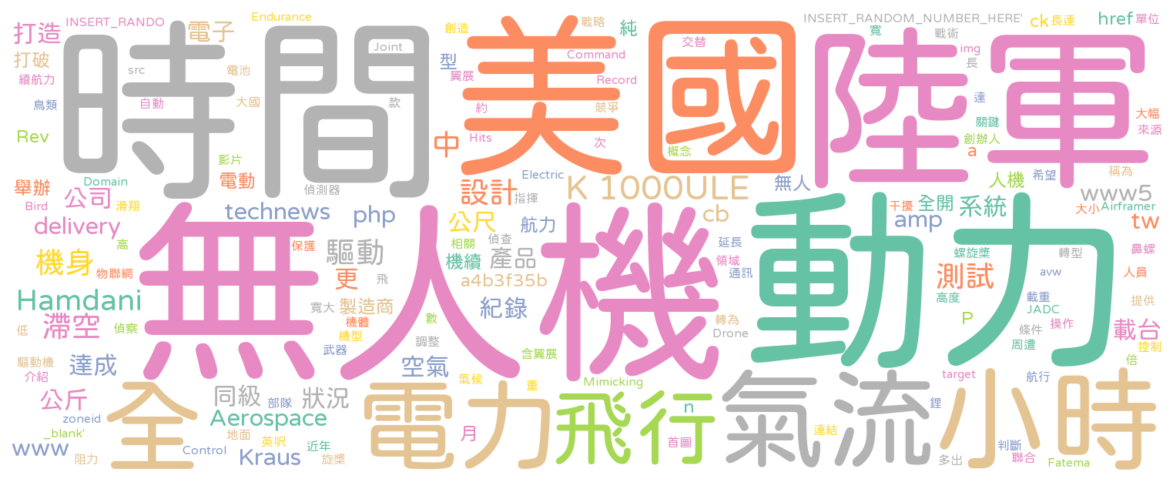 打造
INSERT_RANDO
電子
Endurance
創造
戰略
純
INSERT_RANDOM_NUMBER_HERE'
ck
長達
href
單位
時間
美國
陸軍
打破
src
電池
Joint
型
Command
交替
寬
戰術
img
長
續航力
翼展
Record
鳥類
自動
大國
款
約
競爭
達
大幅
Rev
Hits
次
概念
關鍵
來源
中
創辦人
a
影片
舉辦
Domain
電動
偵測器
設計
Electric
K 1000ULE
無人
人機
希望
稱為
公司
指揮
www5
Bird
滑翔
technews
php
公尺
航力
cb
干擾
amp
全開
系統
大小
Airframer
tw
delivery
無人機
動力
高
保護
驅動
相關
偵查
延長
螺旋槳
轉型
鼻螺
機身
物聯網
更
飛
機續
產品
領域
通訊
測試
avw
人員
a4b3f35b
Hamdani
寬大
製造商
紀錄
高度
載重
提供
滯空
機體
數
轉為
P
JADC
低
偵察
機型
調整
Drone
條件
操作
載台
武器
含翼展
周遭
控制
驅動機
達成
空氣
倍
介紹
氣候
重
Mimicking
target
航行
全
同級
狀況
電力
飛行
氣流
小時
公斤
部隊
n
鋰
zoneid
Aerospace
_blank'
地面
英呎
月
首圖
連結
判斷
www
阻力
Control
Kraus
近年
旋槳
多出
聯合
Fatema